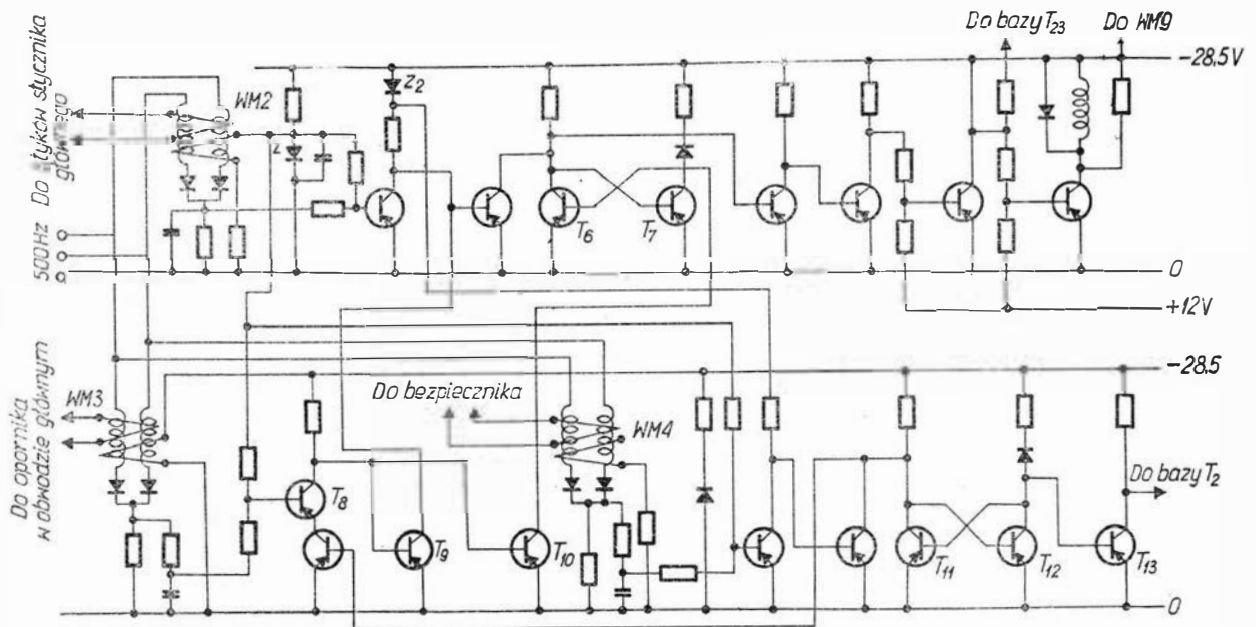 Do bazy T23
Do WM9
-28.5V
Z2
WM2
Do styków stycznika
głównego
Z
T6
T7
500Hz
0
+12V
-28.5
Do bezpiecznika
WM3
WM4
Do opornika
w obwodzie głównym
T8
T9
T10
T11
T12
T13
Do bazy T2
0